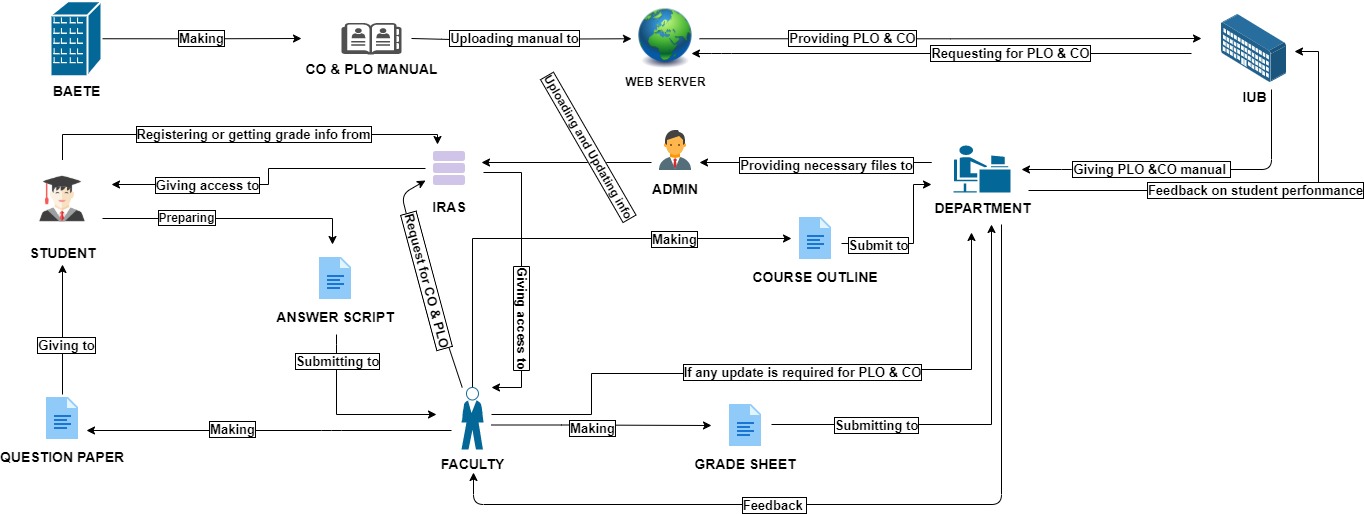 Making
Uploading manual to
Providing PLO & CO
Requesting for PLO & CO
CO & PLO MANUAL
WEB SERVER
BAETE
IUB
Uploading and Updating info
Registering or getting grade info from
Providing necessary files to
Giving PLO &CO manual
Giving access to
ADMIN
Feedback on student perfonmance
IRAS
DEPARTMENT
Preparing
Request for CO & PLO
Making
Submit to
STUDENT
COURSE OUTLINE
Giving access to
ANSWER SCRIPT
Giving to
Submitting to
If any update is required for PLO & CO
Making
Making
Submitting to
QUESTION PAPER
FACULTY
GRADE SHEET
Feedback